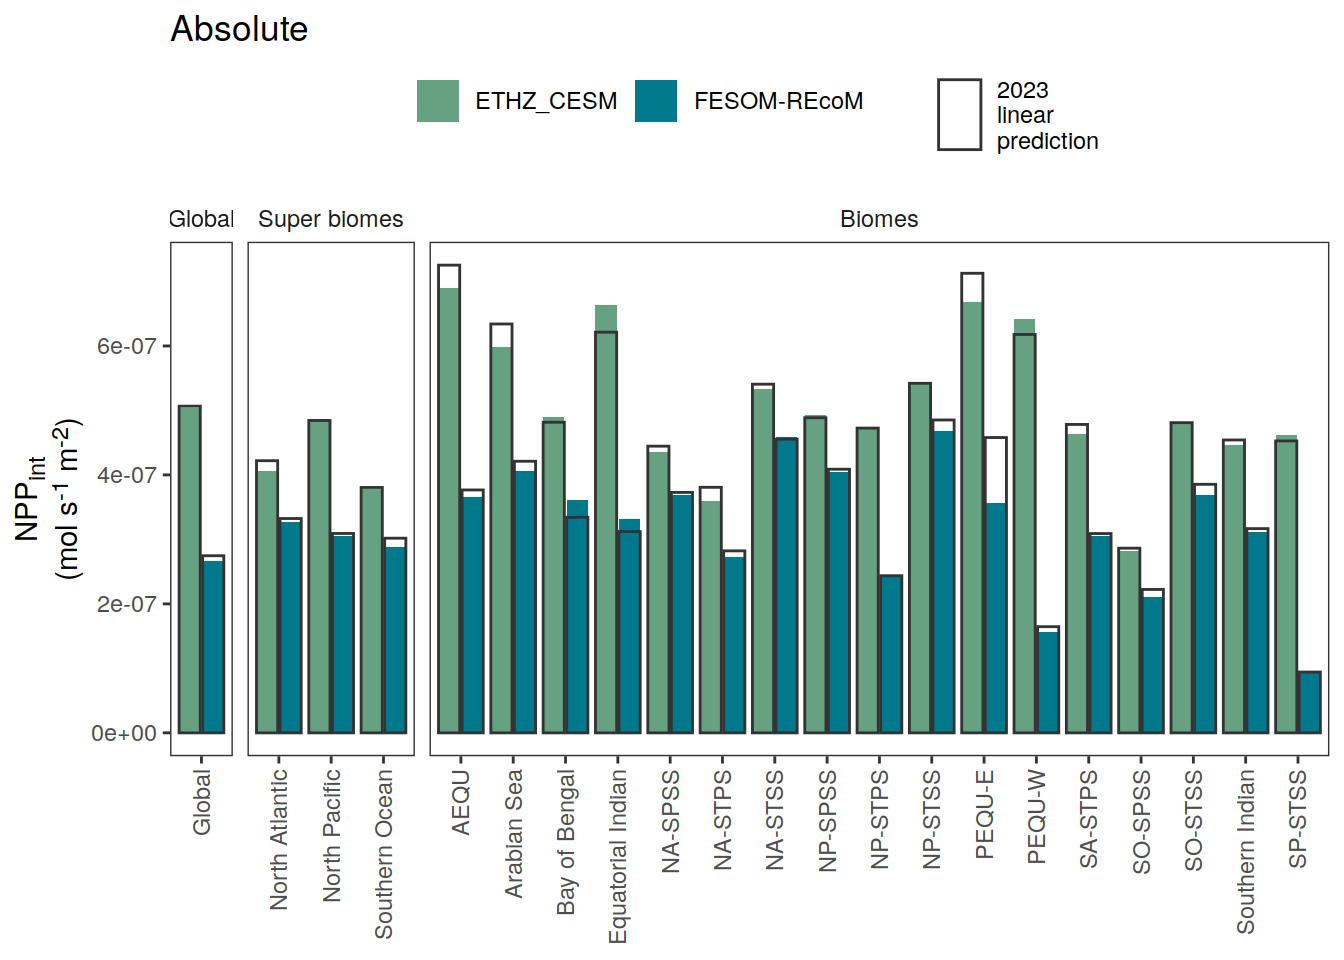 Absolute
ETHZ_CESM
FESOM-REcoM
2023
linear
prediction
Global
Super biomes
Biomes
NPPint
(mol s-1 m-2)
6e-07
4e-07
2e-07
0e+00
Global
North Atlantic
North Pacific
Southern Ocean
AEQU
Arabian Sea
Bay of Bengal
Equatorial Indian
NA-SPSS
NA-STPS
NA-STSS
NP-SPSS
NP-STPS
NP-STSS
PEQU-E
PEQU-W
SA-STPS
SO-SPSS
SO-STSS
Southern Indian
SP-STSS